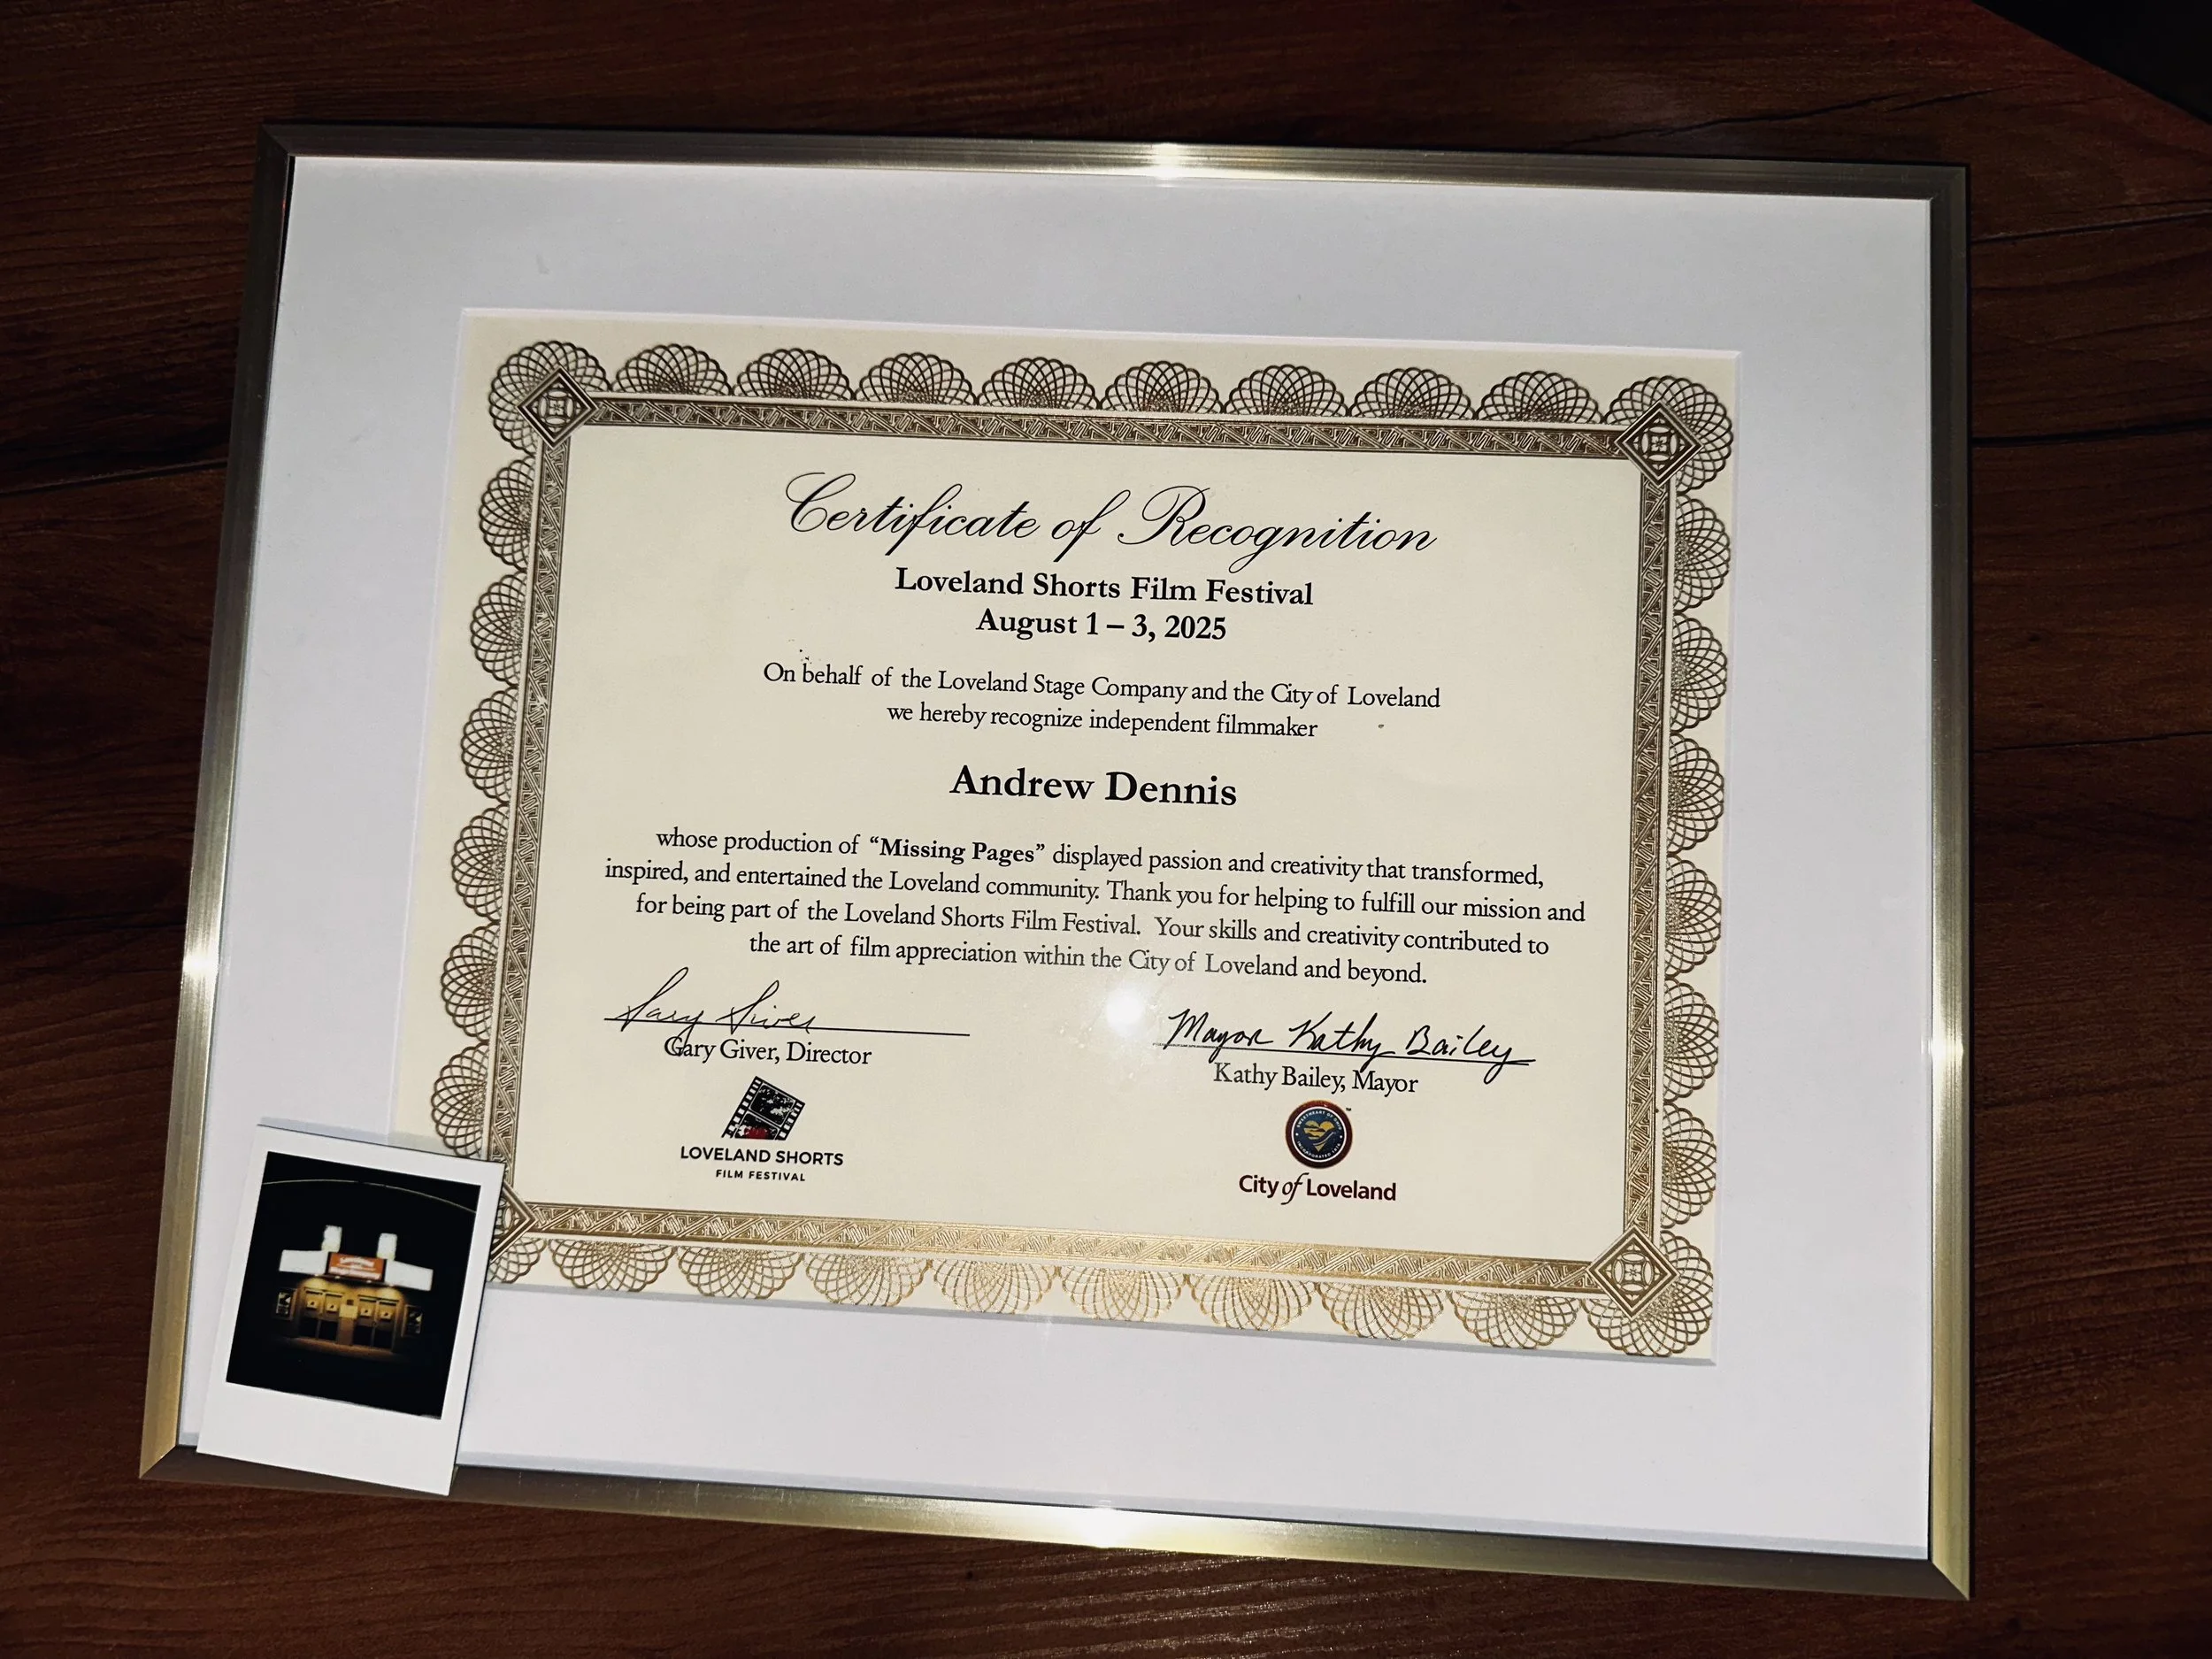 Certificate of Recognition
Loveland Shorts Film Festival
August 1 – 3, 2025
On behalf of the Loveland Stage Company and the City of Loveland
we hereby recognize independent filmmaker
Andrew Dennis
whose production of “Missing Pages” displayed passion and creativity that transformed,
inspired, and entertained the Loveland community. Thank you for helping to fulfill our mission and
for being part of the Loveland Shorts Film Festival. Your skills and creativity contributed to
the art of film appreciation within the City of Loveland and beyond.
Gary Giver
Gary Giver, Director
LOVELAND SHORTS
FILM FESTIVAL
Mayor Kathy Bailey
Kathy Bailey, Mayor
City of Loveland